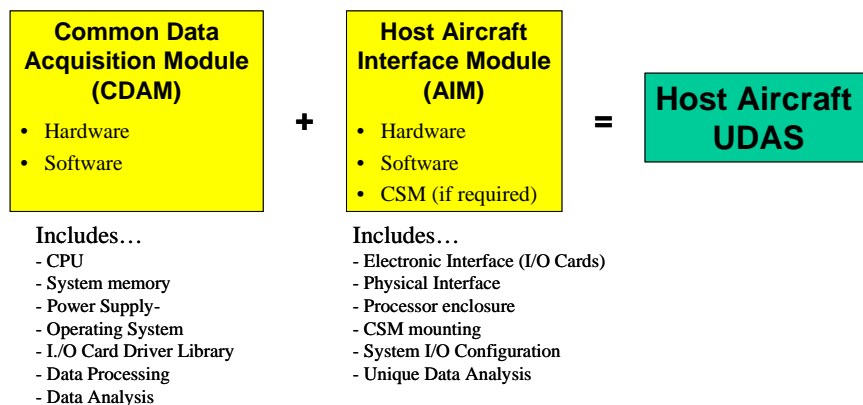 Common Data
Acquisition Module
(CDAM)
• Hardware
• Software
+
Host Aircraft
Interface Module
(AIM)
• Hardware
• Software
• CSM (if required)
=
Host Aircraft
UDAS
Includes…
- CPU
- System memory
- Power Supply-
- Operating System
- I./O Card Driver Library
- Data Processing
- Data Analysis
Includes…
- Electronic Interface (I/O Cards)
- Physical Interface
- Processor enclosure
- CSM mounting
- System I/O Configuration
- Unique Data Analysis